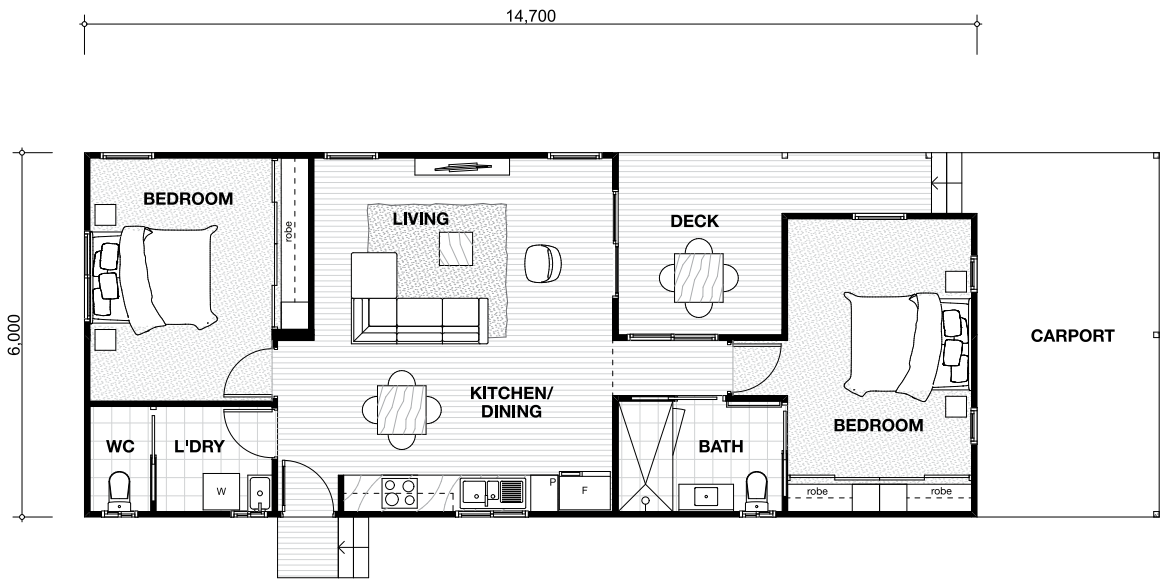 14,700
6,000
BEDROOM
robe
LIVING
DECK
CARPORT
KITCHEN/
DINING
BEDROOM
WC
L'DRY
BATH
W
P
F
robe
robe